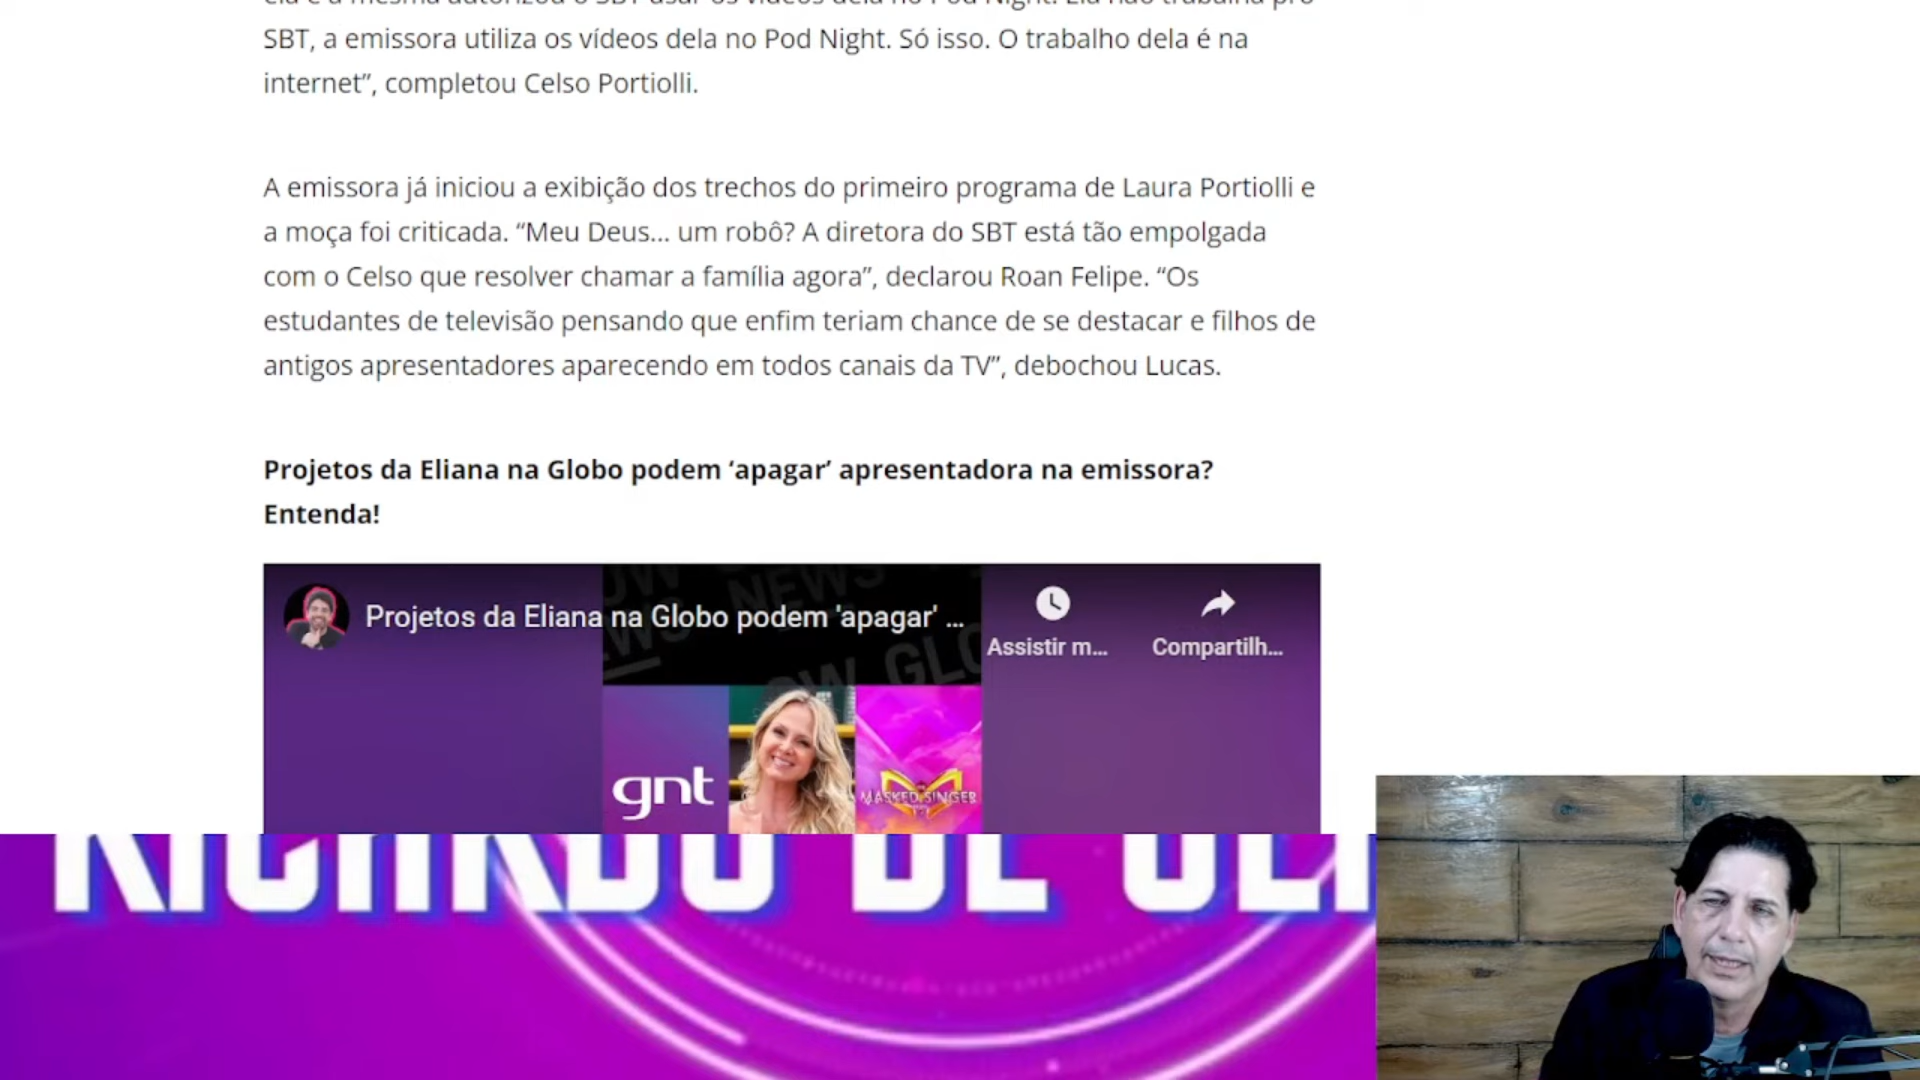 SBT, a emissora utiliza os vídeos dela no Pod Night. Só isso. O trabalho dela é na
internet”, completou Celso Portiolli.
A emissora já iniciou a exibição dos trechos do primeiro programa de Laura Portiolli e
a moça foi criticada. “Meu Deus... um robô? A diretora do SBT está tão empolgada
com o Celso que resolver chamar a família agora”, declarou Roan Felipe. “Os
estudantes de televisão pensando que enfim teriam chance de se destacar e filhos de
antigos apresentadores aparecendo em todos canais da TV”, debochou Lucas.
Projetos da Eliana na Globo podem ‘apagar’ apresentadora na emissora?
Entenda!
Projetos da Eliana na Globo podem 'apagar' ...
Assistir m...
Compartilh...
NEWS
gnt
MASKED SINGER
RICARDO DE